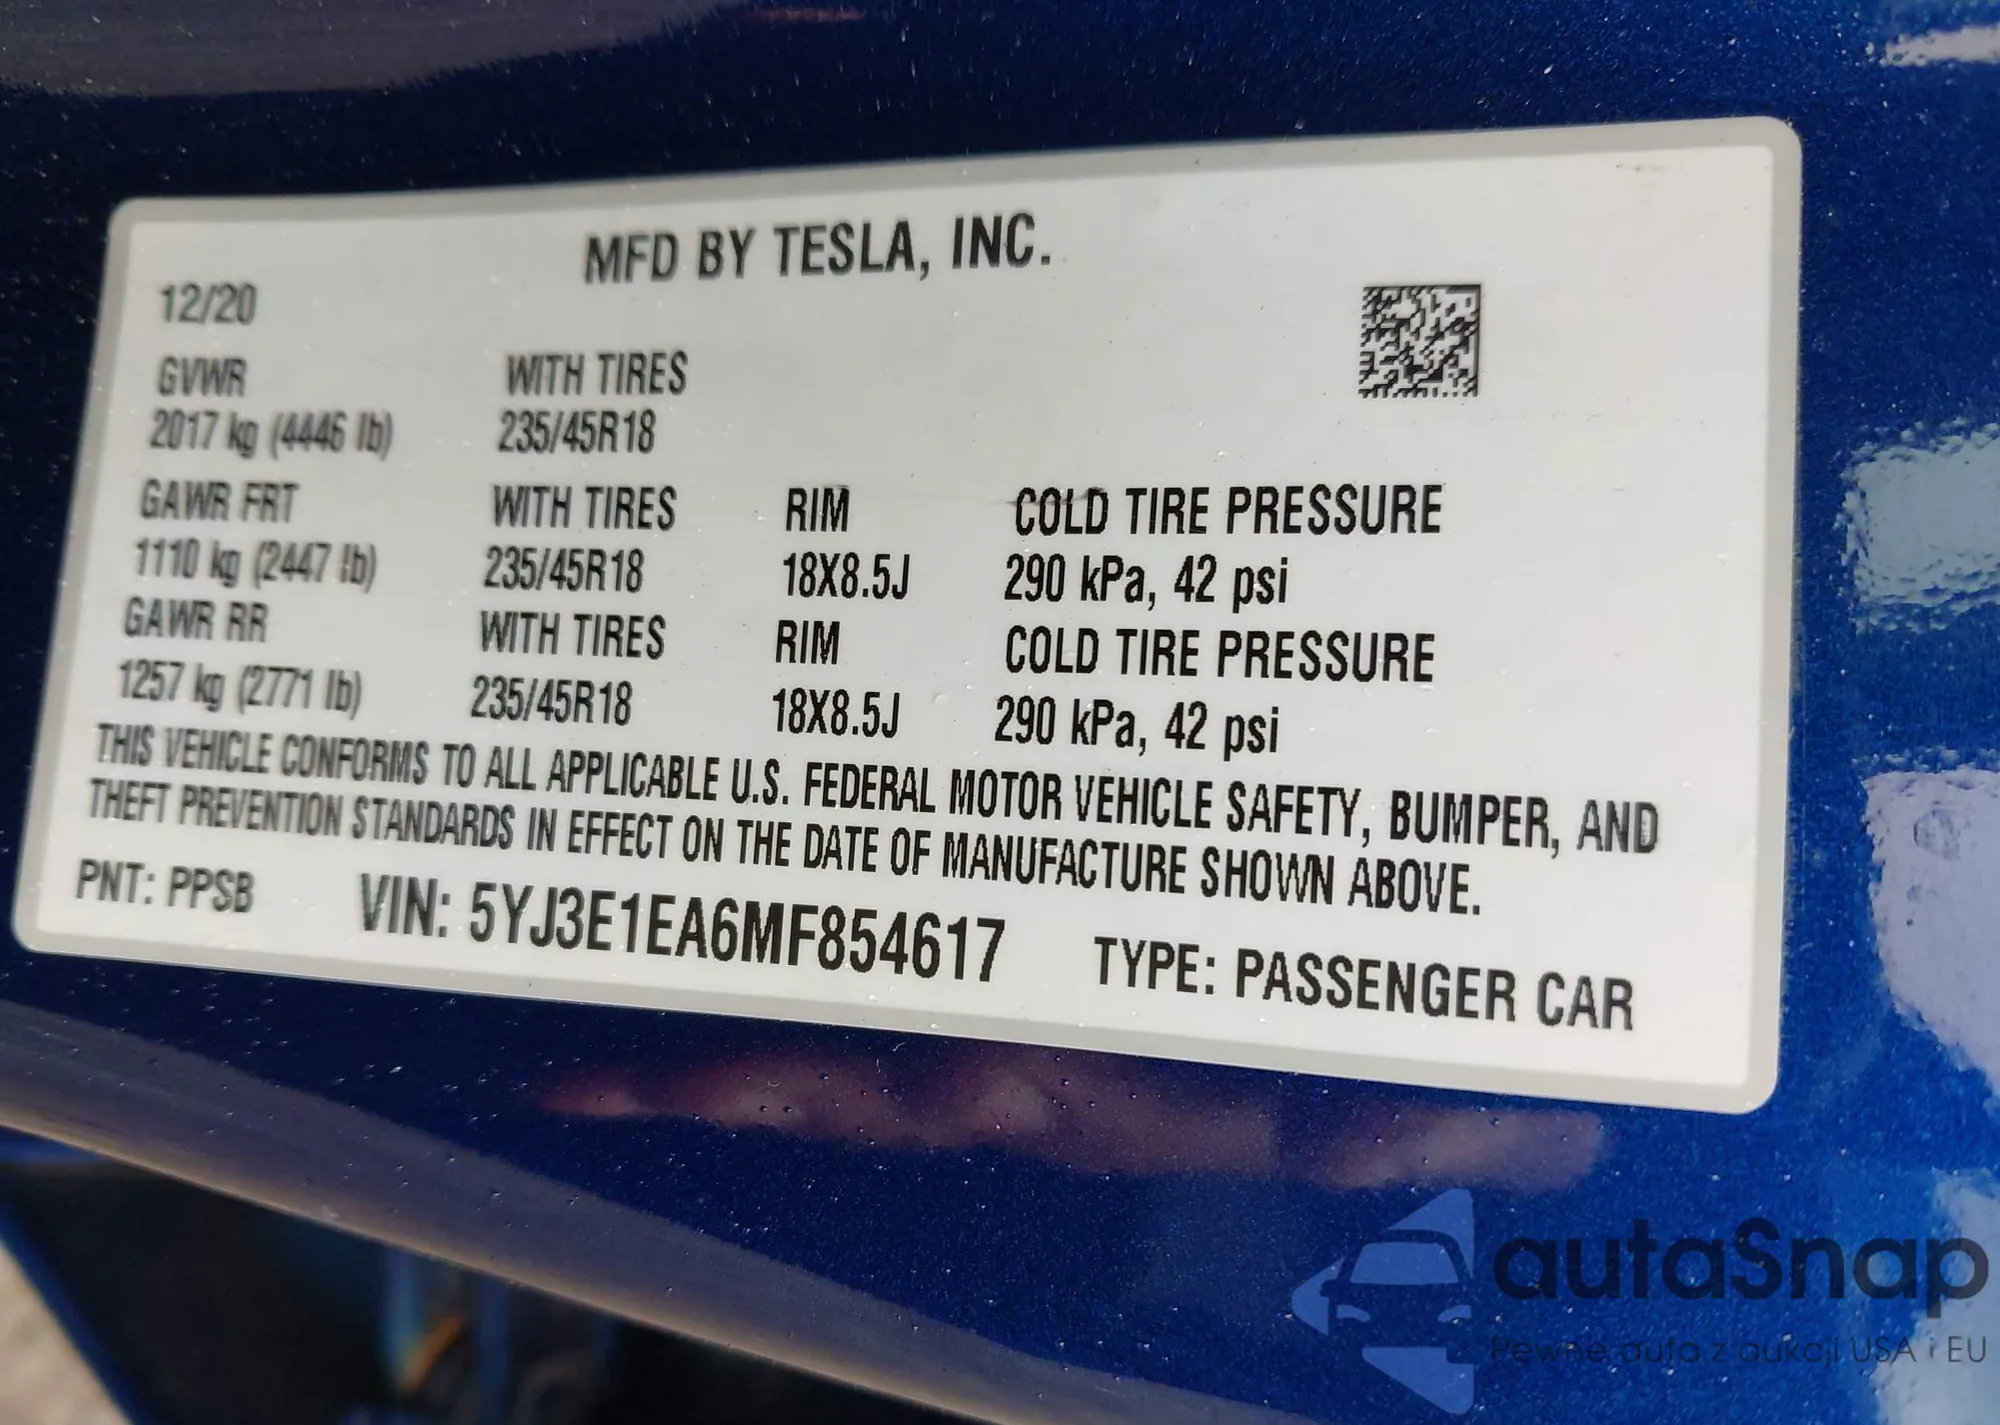 MFD BY TESLA, INC.
12/20
GVWR WITH TIRES
2017 kg (4446 lb) 235/45R18
GAWR FRT WITH TIRES RIM COLD TIRE PRESSURE
1110 kg (2447 lb) 235/45R18 18X8.5J 290 kPa, 42 psi
GAWR RR WITH TIRES RIM COLD TIRE PRESSURE
1257 kg (2771 lb) 235/45R18 18X8.5J 290 kPa, 42 psi
THIS VEHICLE CONFORMS TO ALL APPLICABLE U.S. FEDERAL MOTOR VEHICLE SAFETY, BUMPER, AND
THEFT PREVENTION STANDARDS IN EFFECT ON THE DATE OF MANUFACTURE SHOWN ABOVE.
PNT: PPSB VIN: 5YJ3E1EA6MF854617 TYPE: PASSENGER CAR
autaSnap
Pewne auta z aukcji USA i EU